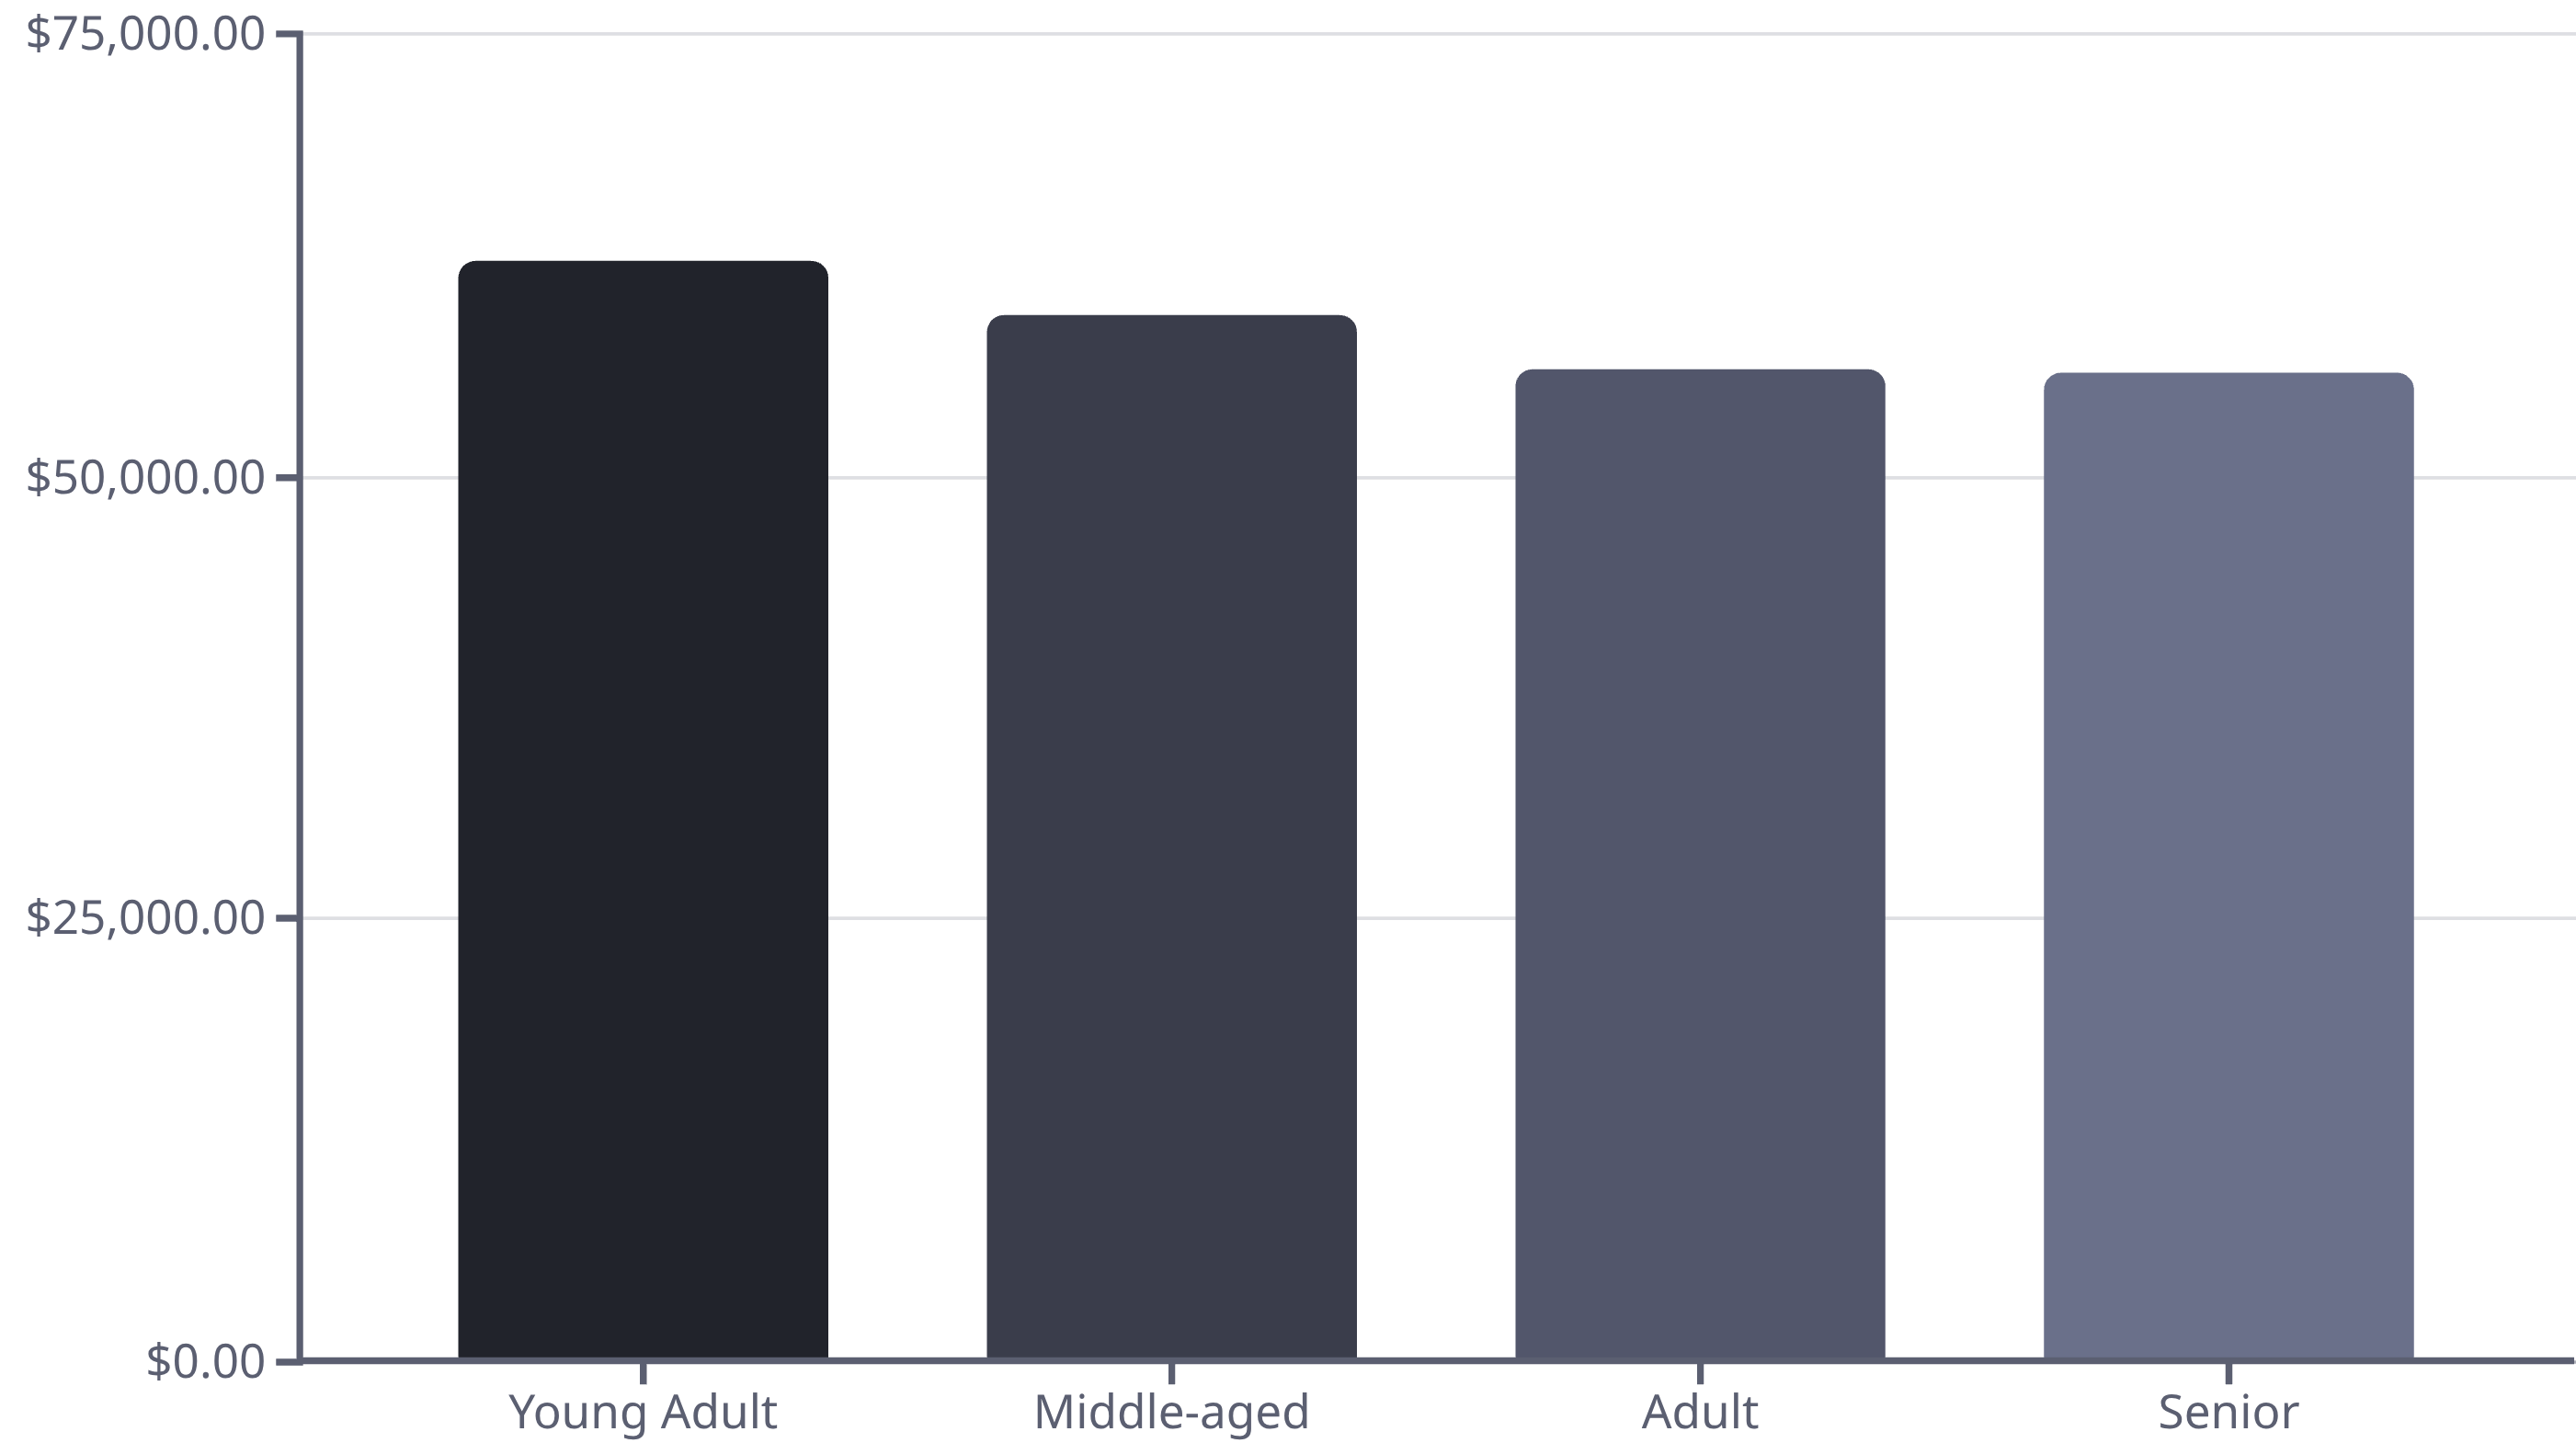 $75,000.00
$50,000.00
$25,000.00
$0.00
Young Adult
Middle-aged
Adult
Senior